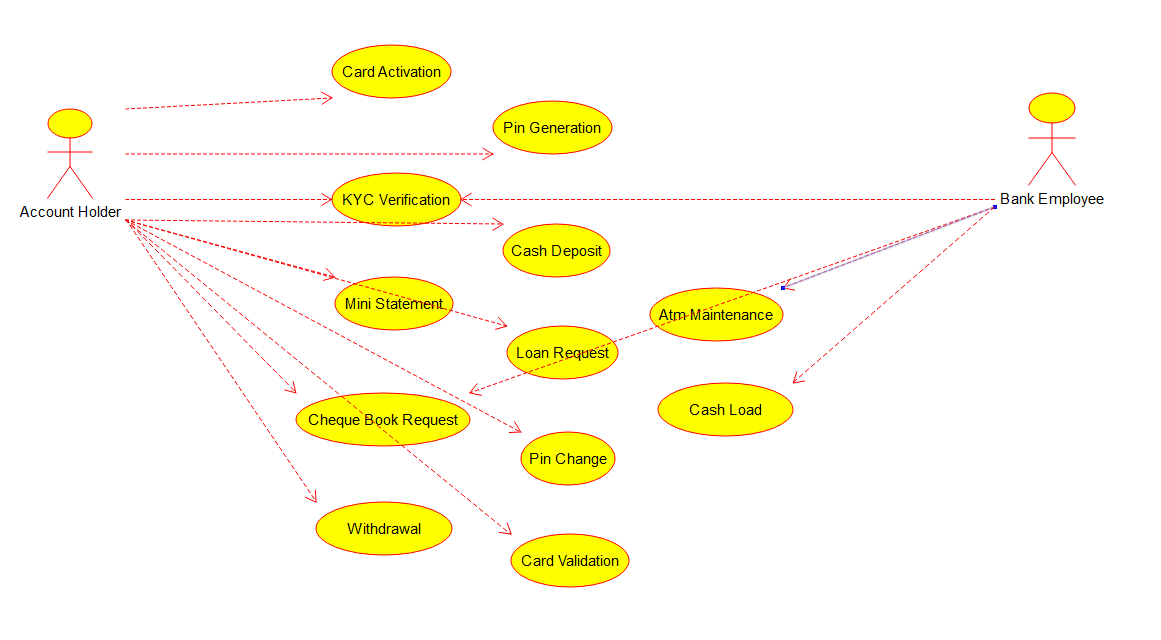 Card Activation
Pin Generation
KYC Verification
Account Holder
Bank Employee
Cash Deposit
Mini Statement
Atm Maintenance
Loan Request
Cheque Book Request
Cash Load
Pin Change
Withdrawal
Card Validation